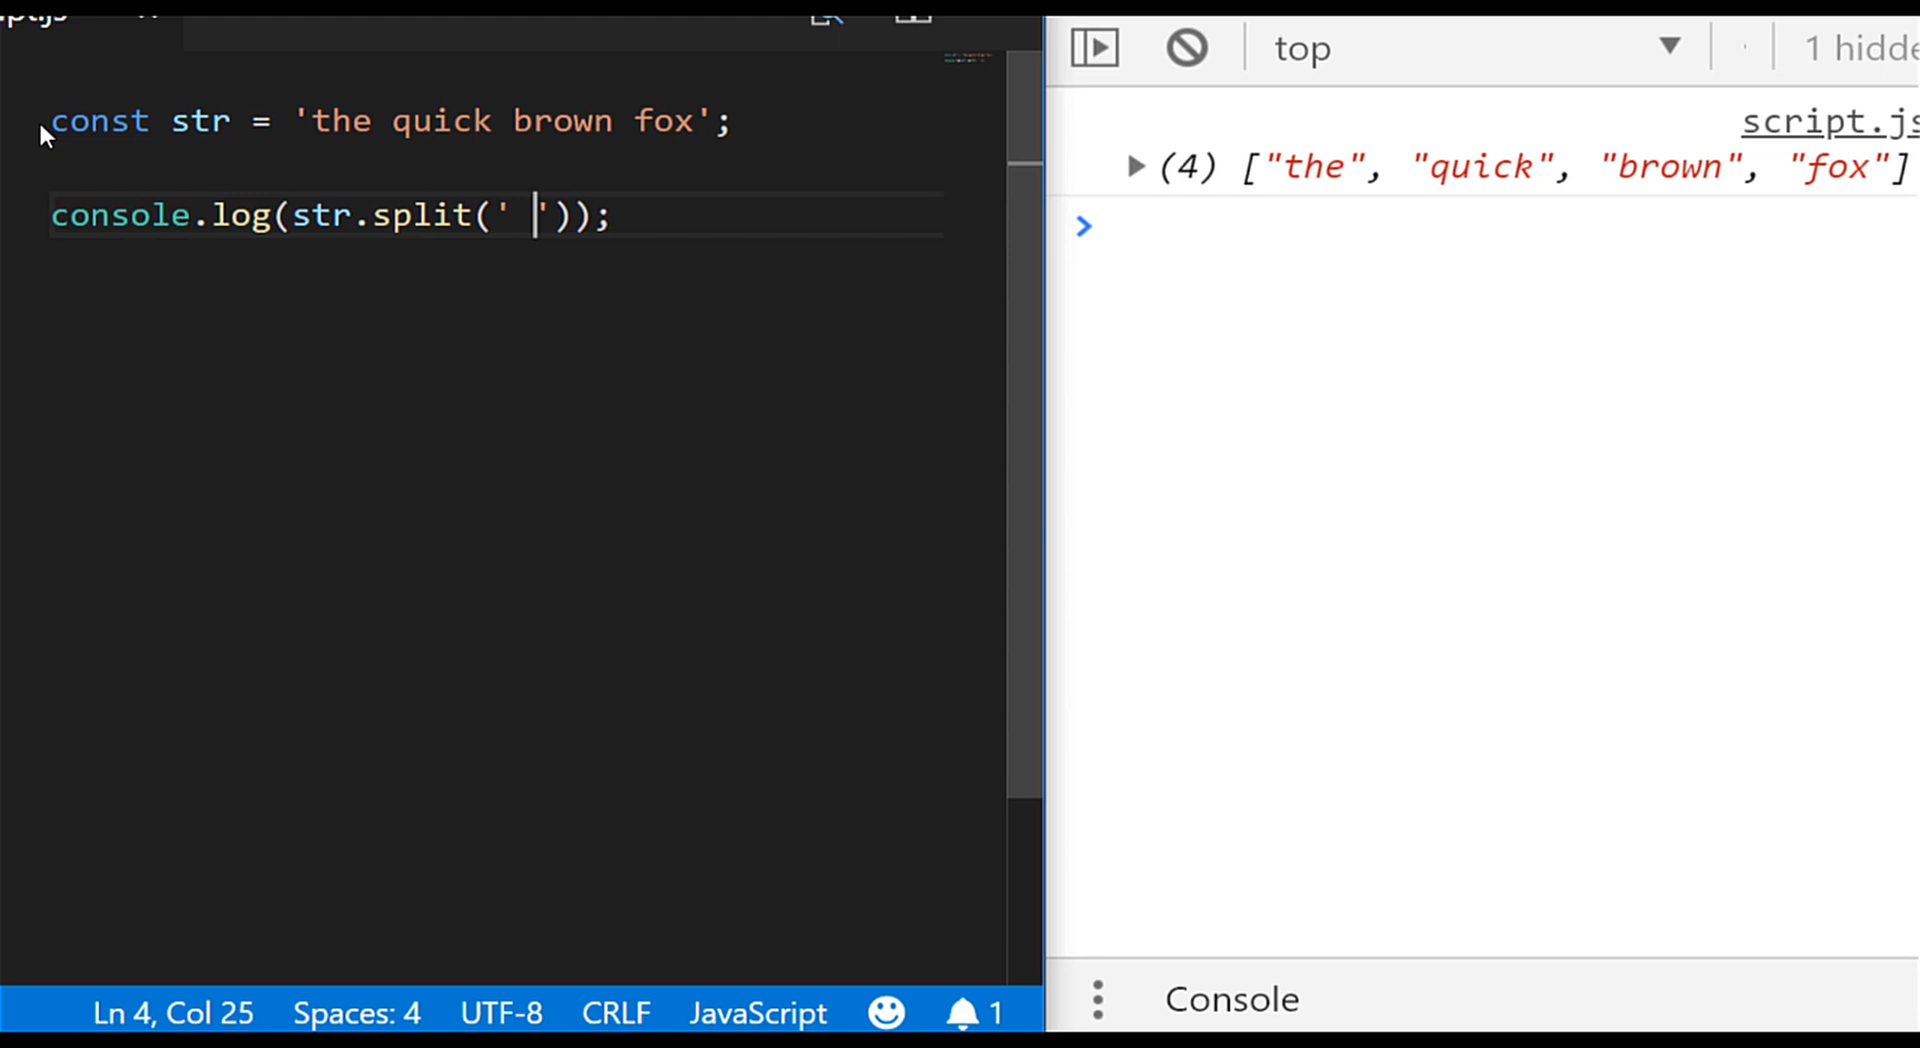 const str = 'the quick brown fox';
console.log(str.split(' '));
Ln 4, Col 25 Spaces: 4 UTF-8 CRLF JavaScript 1
top 1 hidde
script.js
(4) ["the", "quick", "brown", "fox"]
Console